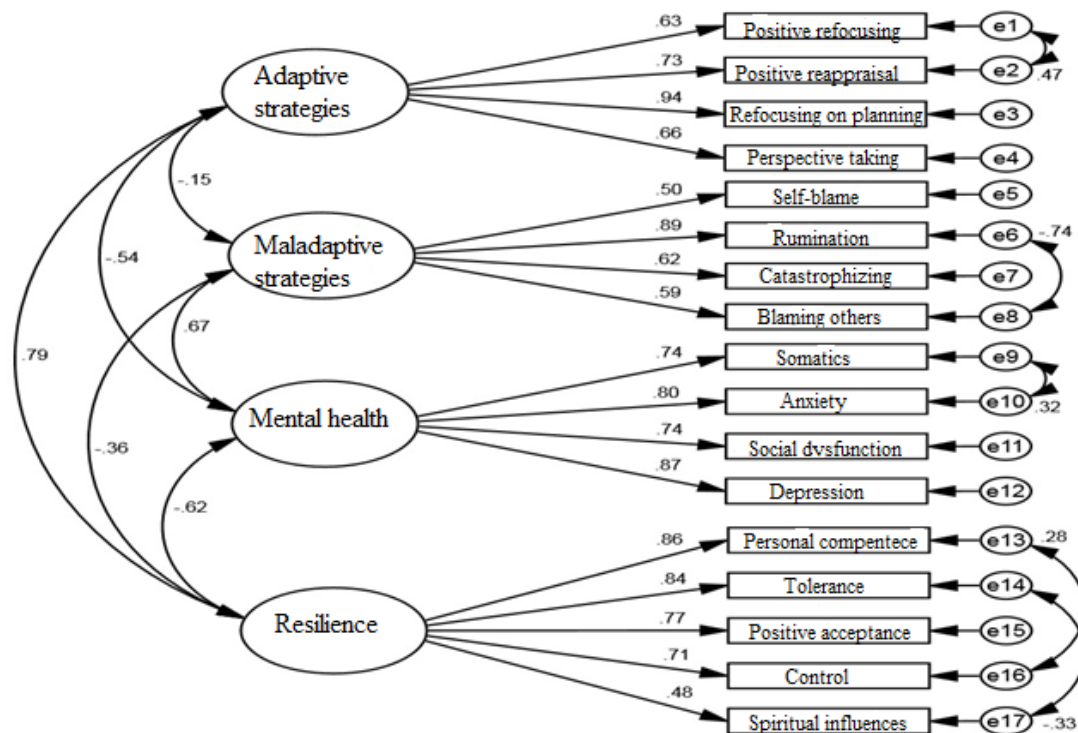 .63
Positive refocusing
e1
Adaptive
strategies
.73
Positive reappraisal
e2
.47
.94
Refocusing on planning
e3
.66
Perspective taking
e4
-.15
.50
Self-blame
e5
Maladaptive
strategies
.89
Rumination
e6
-.74
-.54
.62
Catastrophizing
e7
.59
Blaming others
e8
.67
.79
.74
Somatics
e9
Mental health
.80
Anxiety
e10
.32
-.36
.74
Social dvsfunction
e11
.87
Depression
e12
-.62
.86
Personal compentece
e13
.28
.84
Tolerance
e14
Resilience
.77
Positive acceptance
e15
.71
Control
e16
.48
Spiritual influences
e17
-.33